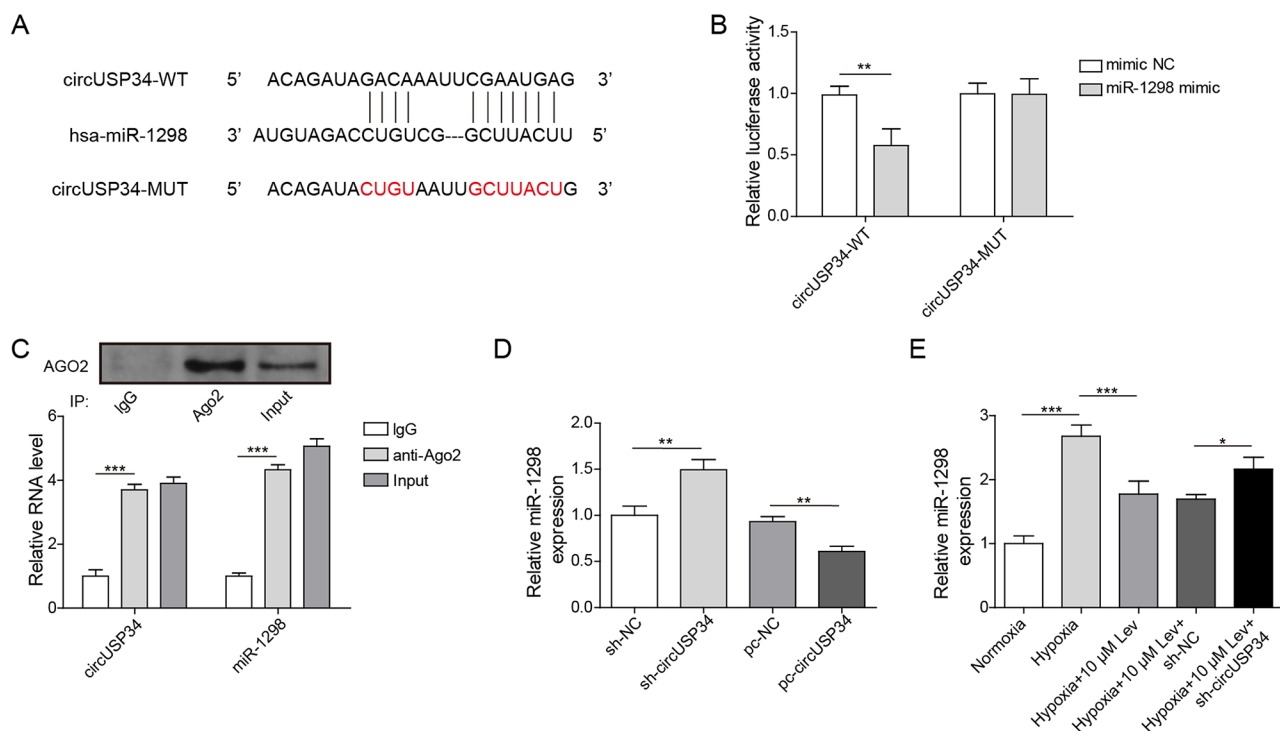 A
circUSP34-WT 5’ ACAGAUAGACAAAUUCGAAUGAG 3’
hsa-miR-1298 3’ AUGUAGACCUGUCG---GCUUACUU 5’
circUSP34-MUT 5’ ACAGAUACUGUAAUUGCUUACUG 3’
B
Relative luciferase activity
1.5
1.0
0.5
0.0
**
circUSP34-WT
circUSP34-MUT
mimic NC
miR-1298 mimic
C
AGO2
IP:
IgG
Ago2
Input
Relative RNA level
6
4
2
0
***
***
circUSP34
miR-1298
IgG
anti-Ago2
Input
D
Relative miR-1298
expression
2.0
1.5
1.0
0.5
0.0
**
**
sh-NC
sh-circUSP34
pc-NC
pc-circUSP34
E
Relative miR-1298
expression
3
2
1
0
***
***
*
Normoxia
Hypoxia
Hypoxia+10 μM Lev
Hypoxia+10 μM Lev+
sh-NC
Hypoxia+10 μM Lev+
sh-circUSP34